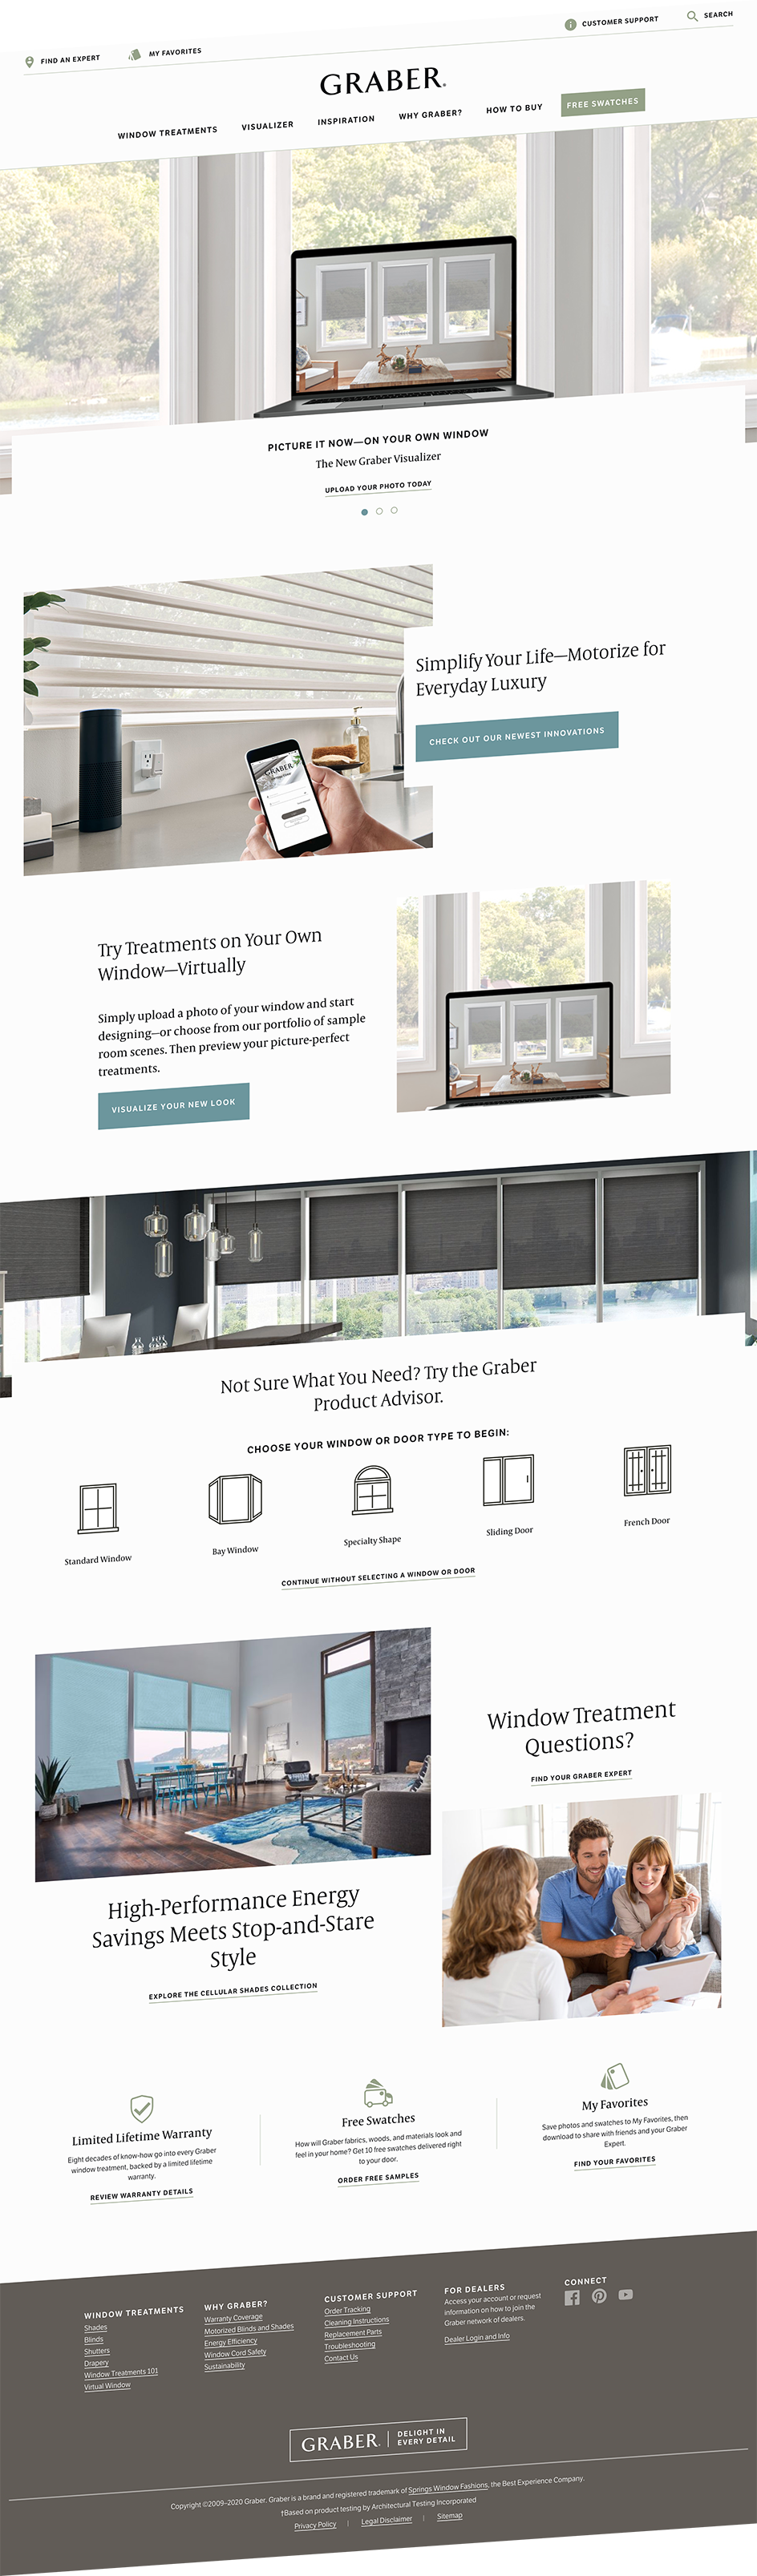 FIND AN EXPERT
MY FAVORITES
CUSTOMER SUPPORT
SEARCH
GRABER®
WINDOW TREATMENTS
VISUALIZER
INSPIRATION
WHY GRABER?
HOW TO BUY
FREE SWATCHES
PICTURE IT NOW—ON YOUR OWN WINDOW
The New Graber Visualizer
UPLOAD YOUR PHOTO TODAY
GRABER
Simplify Your Life—Motorize for
Everyday Luxury
CHECK OUT OUR NEWEST INNOVATIONS
Try Treatments on Your Own
Window—Virtually
Simply upload a photo of your window and start
designing—or choose from our portfolio of sample
room scenes. Then preview your picture-perfect
treatments.
VISUALIZE YOUR NEW LOOK
Not Sure What You Need? Try the Graber
Product Advisor.
CHOOSE YOUR WINDOW OR DOOR TYPE TO BEGIN:
Standard Window
Bay Window
Specialty Shape
Sliding Door
French Door
CONTINUE WITHOUT SELECTING A WINDOW OR DOOR
Window Treatment
Questions?
FIND YOUR GRABER EXPERT
High-Performance Energy
Savings Meets Stop-and-Stare
Style
EXPLORE THE CELLULAR SHADES COLLECTION
Limited Lifetime Warranty
Eight decades of know-how go into every Graber
window treatment, backed by a limited lifetime
warranty.
REVIEW WARRANTY DETAILS
Free Swatches
How will Graber fabrics, woods, and materials look and
feel in your home? Get 10 free swatches delivered right
to your door.
ORDER FREE SAMPLES
My Favorites
Save photos and swatches to My Favorites, then
download to share with friends and your Graber
Expert.
FIND YOUR FAVORITES
WINDOW TREATMENTS
Shades
Blinds
Shutters
Drapery
Window Treatments 101
Virtual Window
WHY GRABER?
Warranty Coverage
Motorized Blinds and Shades
Energy Efficiency
Window Cord Safety
Sustainability
CUSTOMER SUPPORT
Order Tracking
Cleaning Instructions
Replacement Parts
Troubleshooting
Contact Us
FOR DEALERS
Access your account or request
information on how to join the
Graber network of dealers.
Dealer Login and Info
CONNECT
GRABER. | DELIGHT IN
EVERY DETAIL
Copyright ©2009-2020 Graber. Graber is a brand and registered trademark of Springs Window Fashions, the Best Experience Company.
†Based on product testing by Architectural Testing Incorporated
Privacy Policy | Legal Disclaimer | Sitemap